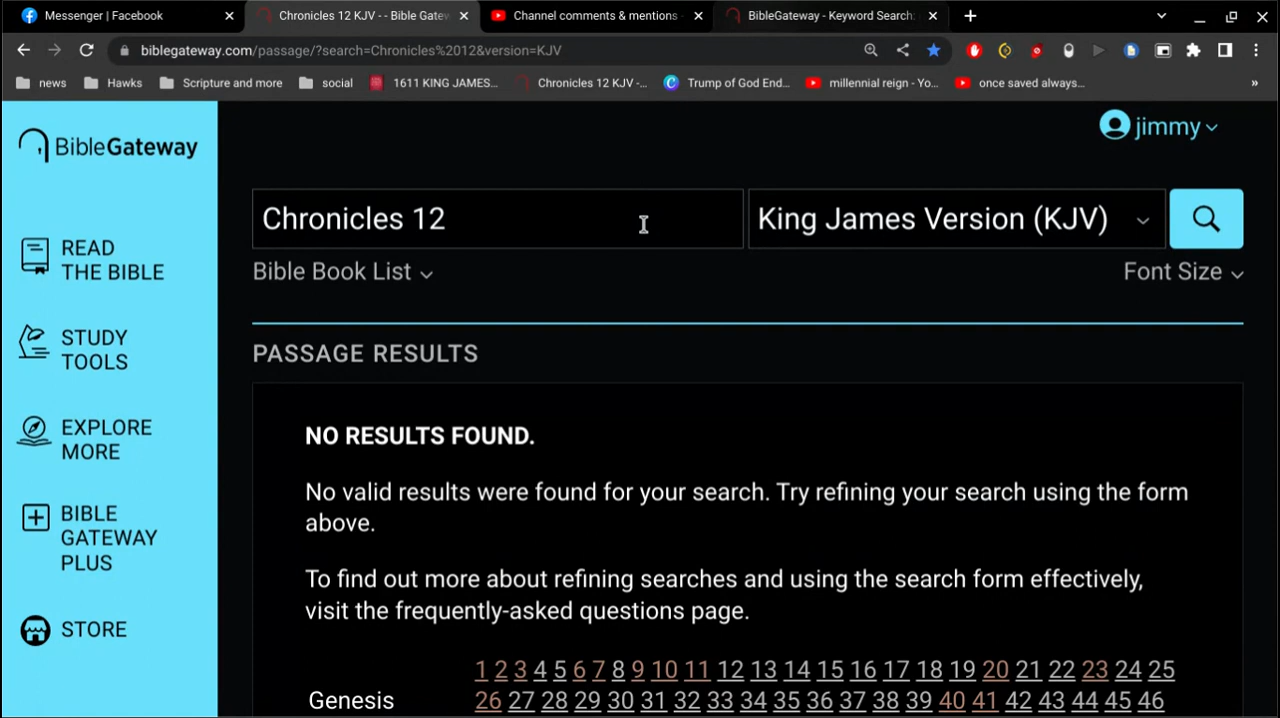 Messenger | Facebook
Chronicles 12 KJV - - Bible Gatew
Channel comments & mentions -
BibleGateway - Keyword Search:
biblegateway.com/passage/?search=Chronicles%2012&version=KJV
news
Hawks
Scripture and more
social
1611 KING JAMES...
Chronicles 12 KJV -...
Trump of God End...
millennial reign - Yo...
once saved always...
»
BibleGateway
jimmy
Chronicles 12
King James Version (KJV)
Bible Book List
Font Size
READ
THE BIBLE
STUDY
TOOLS
EXPLORE
MORE
BIBLE
GATEWAY
PLUS
STORE
PASSAGE RESULTS
NO RESULTS FOUND.
No valid results were found for your search. Try refining your search using the form
above.
To find out more about refining searches and using the search form effectively,
visit the frequently-asked questions page.
Genesis
1 2 3 4 5 6 7 8 9 10 11 12 13 14 15 16 17 18 19 20 21 22 23 24 25
26 27 28 29 30 31 32 33 34 35 36 37 38 39 40 41 42 43 44 45 46